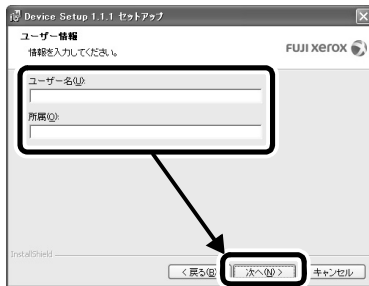 Device Setup 1.1.1 セットアップ
ユーザー情報
情報を入力してください。
FUJI XEROX
ユーザー名(U):
所属(O):
InstallShield
< 戻る(B)
次へ(N) >
キャンセル